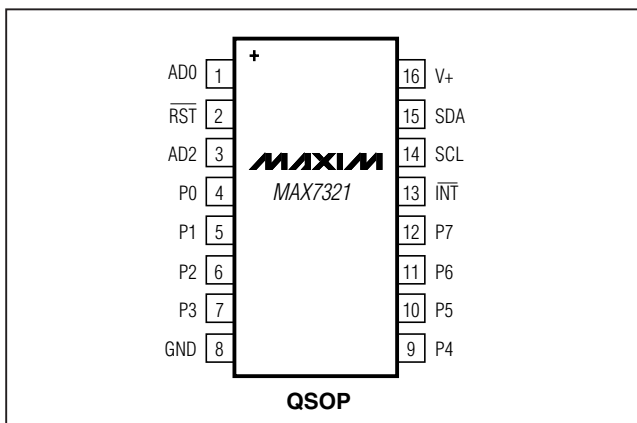 +
AD0 1 16 V+
RST 2 15 SDA
AD2 3 MAXIM 14 SCL
P0 4 MAX7321 13 INT
P1 5 12 P7
P2 6 11 P6
P3 7 10 P5
GND 8 9 P4
QSOP